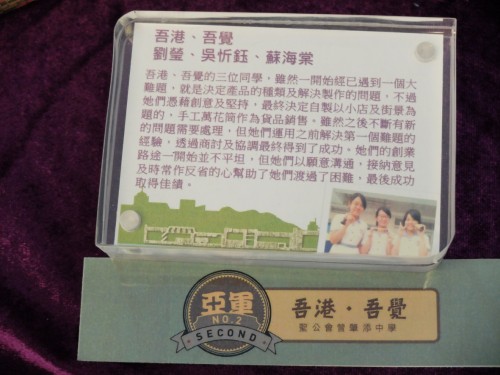 吾港、吾覺
劉瑩、吳忻鈺、蘇海棠
吾港、吾覺的三位同學，雖然一開始經已遇到一個大
難題，就是決定產品的種類及解決製作的問題，不過
她們憑藉創意及堅持，最終決定自製以小店及街景為
題的，手工萬花筒作為貨品銷售。雖然之後不斷有新
的問題需要處理，但她們運用之前解決第一個難題的
經驗，透過商討及協調最終得到了成功。她們的創業
路途一開始並不平坦，但她們以願意溝通，接納意見
及時常作反省的心幫助了她們渡過了困難，最後成功
取得佳績。
亞軍
NO.2
SECOND
吾港·吾覺
聖公會曾肇添中學